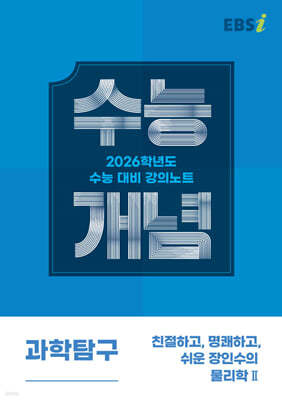 EBSi
수능
2026학년도
수능 대비 강의노트
개념
과학탐구
친절하고, 명쾌하고,
쉬운 장인수의
물리학 Ⅱ